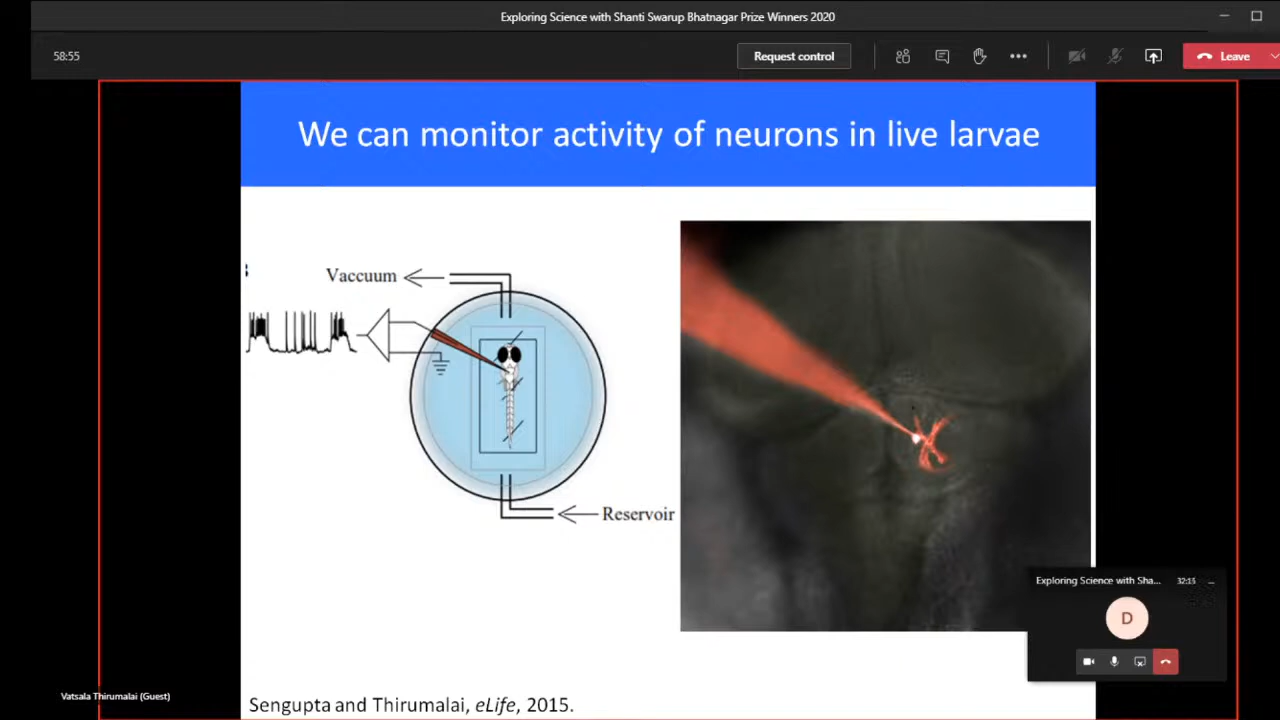 Exploring Science with Shanti Swarup Bhatnagar Prize Winners 2020
58:55
Request control
Leave
We can monitor activity of neurons in live larvae
Vaccuum
Reservoir
Exploring Science with Sha...
32:15
D
Vatsala Thirumalai (Guest)
Sengupta and Thirumalai, eLife, 2015.